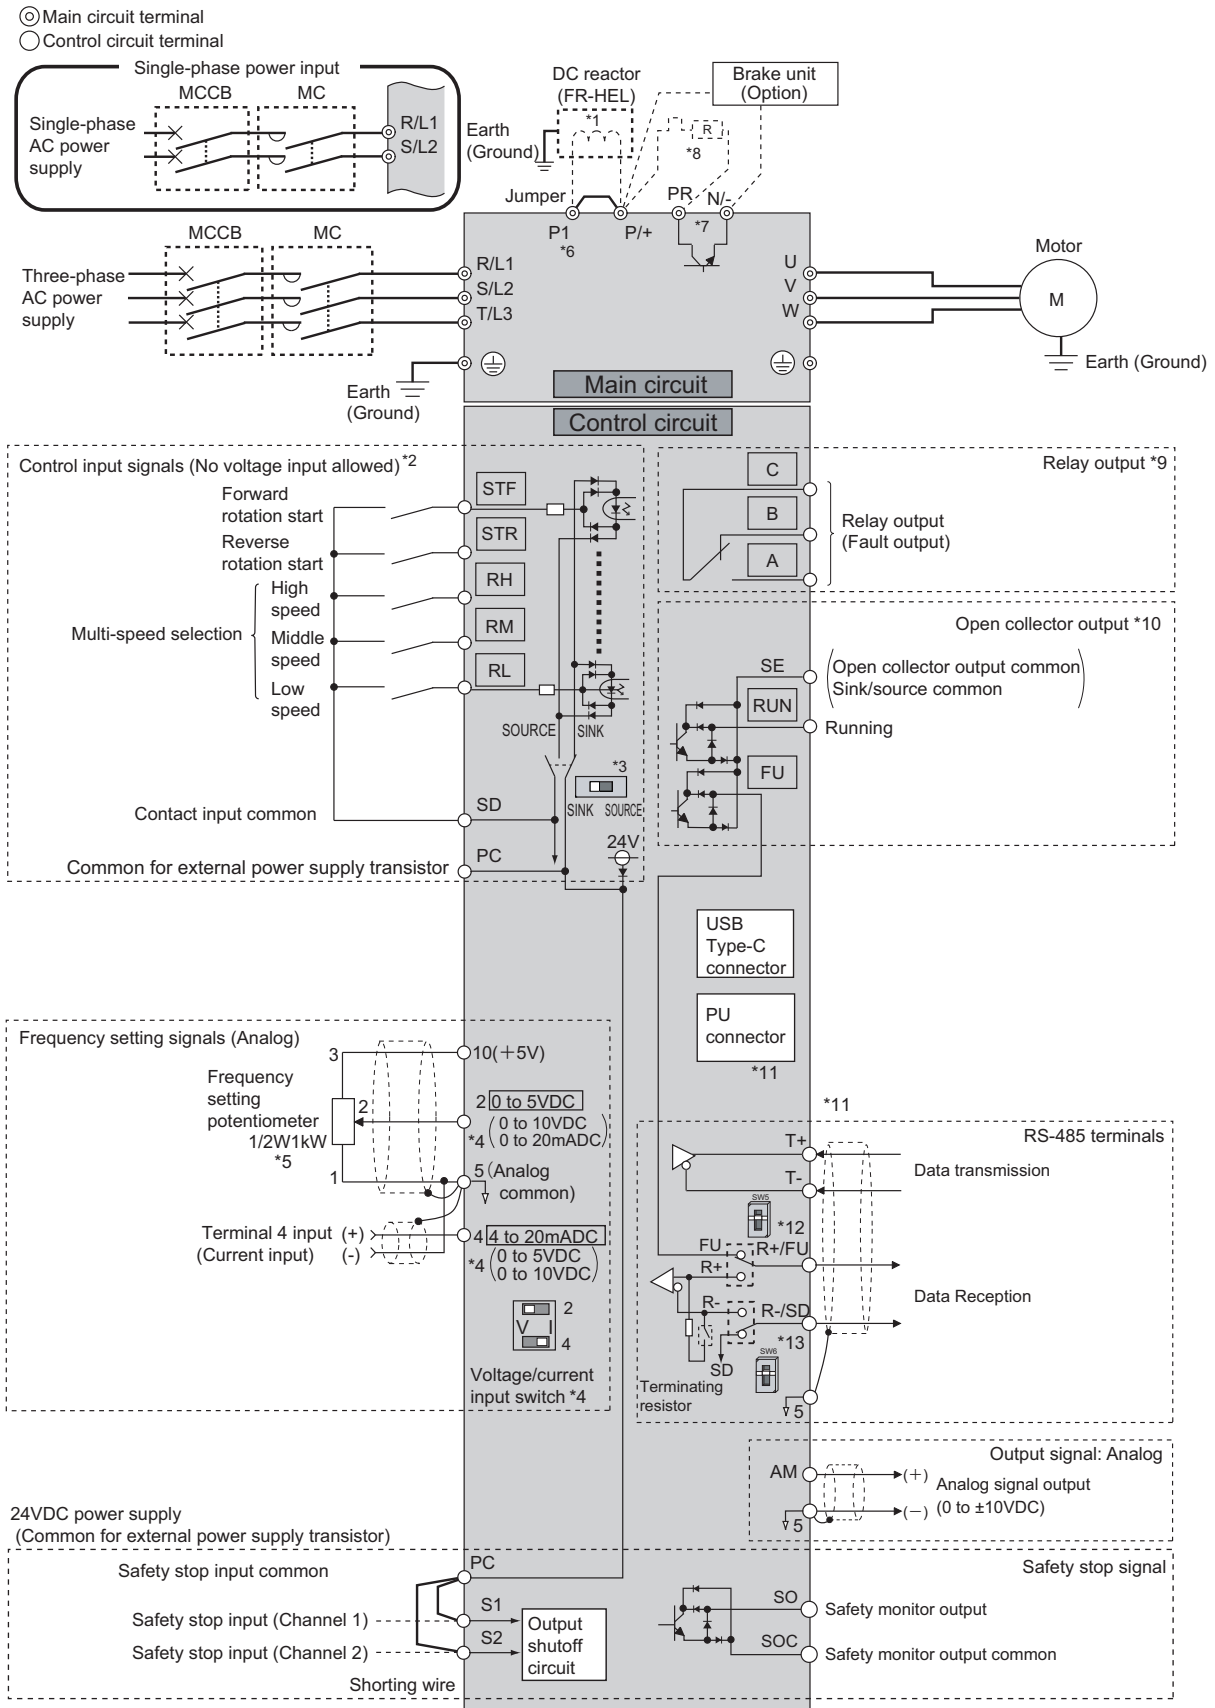 Main circuit terminal
Control circuit terminal
Single-phase power input
MCCB
MC
Single-phase
AC power
supply
R/L1
S/L2
Earth
(Ground)
DC reactor
(FR-HEL)
*1
Brake unit
(Option)
R
*8
Jumper
P1
*6
P/+
PR
*7
N/-
MCCB
MC
Three-phase
AC power
supply
R/L1
S/L2
T/L3
U
V
W
Motor
M
Earth (Ground)
Earth
(Ground)
Main circuit
Control circuit
Control input signals (No voltage input allowed) *2
Forward
rotation start
Reverse
rotation start
Multi-speed selection
High
speed
Middle
speed
Low
speed
STF
STR
RH
RM
RL
SOURCE
SINK
*3
SINK
SOURCE
Contact input common
SD
24V
Common for external power supply transistor
PC
Relay output *9
C
B
A
Relay output
(Fault output)
Open collector output *10
SE
Open collector output common
Sink/source common
RUN
Running
FU
USB
Type-C
connector
PU
connector
*11
Frequency setting signals (Analog)
3
10(+5V)
Frequency
setting
potentiometer
1/2W1kW
*5
2
2 0 to 5VDC
*4 (0 to 10VDC
0 to 20mADC)
1
5 (Analog
common)
Terminal 4 input (+)
(Current input) (-)
4 4 to 20mADC
*4 (0 to 5VDC
0 to 10VDC)
2
V I
4
Voltage/current
input switch *4
*11
RS-485 terminals
T+
T-
Data transmission
SW5
*12
FU
R+/FU
R+
R-
R-/SD
*13
SD
SW6
Data Reception
Terminating
resistor
5
Output signal: Analog
AM
(+)
Analog signal output
(0 to ±10VDC)
(−)
5
24VDC power supply
(Common for external power supply transistor)
Safety stop input common
PC
Safety stop input (Channel 1)
S1
Safety stop input (Channel 2)
S2
Output
shutoff
circuit
Shorting wire
Safety stop signal
SO
Safety monitor output
SOC
Safety monitor output common